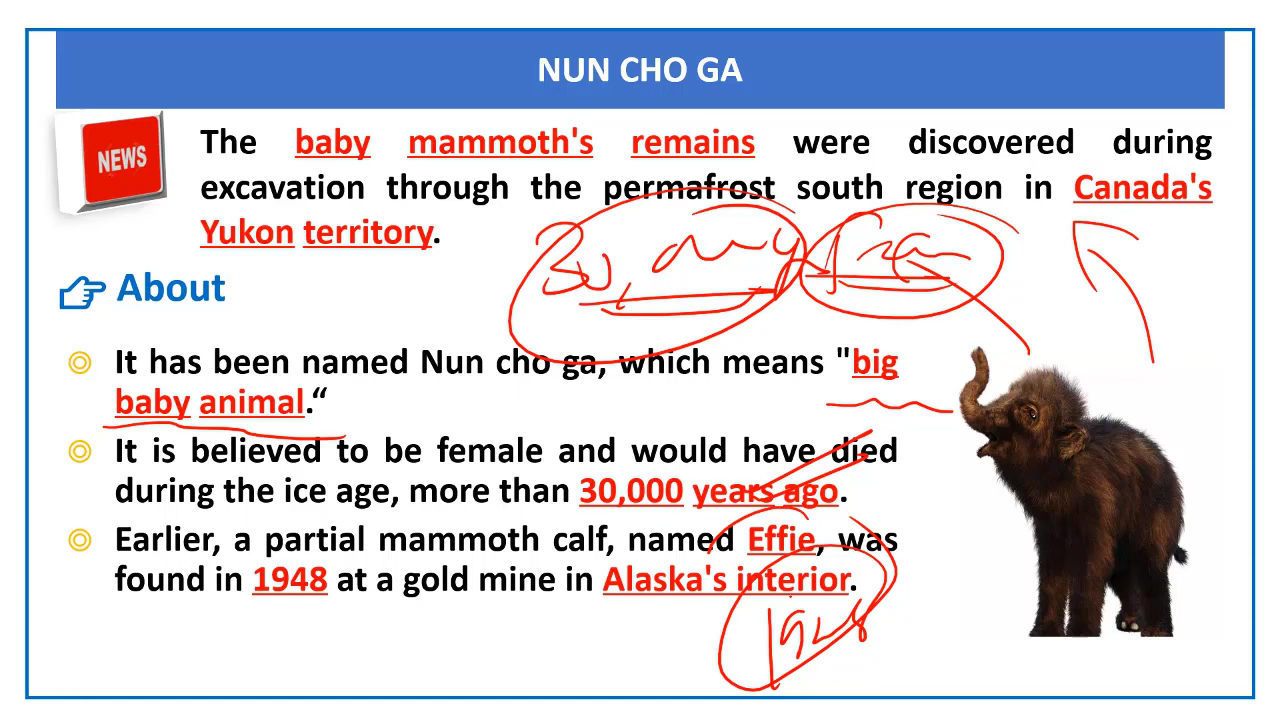 NUN CHO GA
NEWS
The baby mammoth's remains were discovered during
excavation through the permafrost south region in Canada's
Yukon territory.
About
It has been named Nun cho ga, which means "big
baby animal.“
It is believed to be female and would have died
during the ice age, more than 30,000 years ago.
Earlier, a partial mammoth calf, named Effie, was
found in 1948 at a gold mine in Alaska's interior.
1948